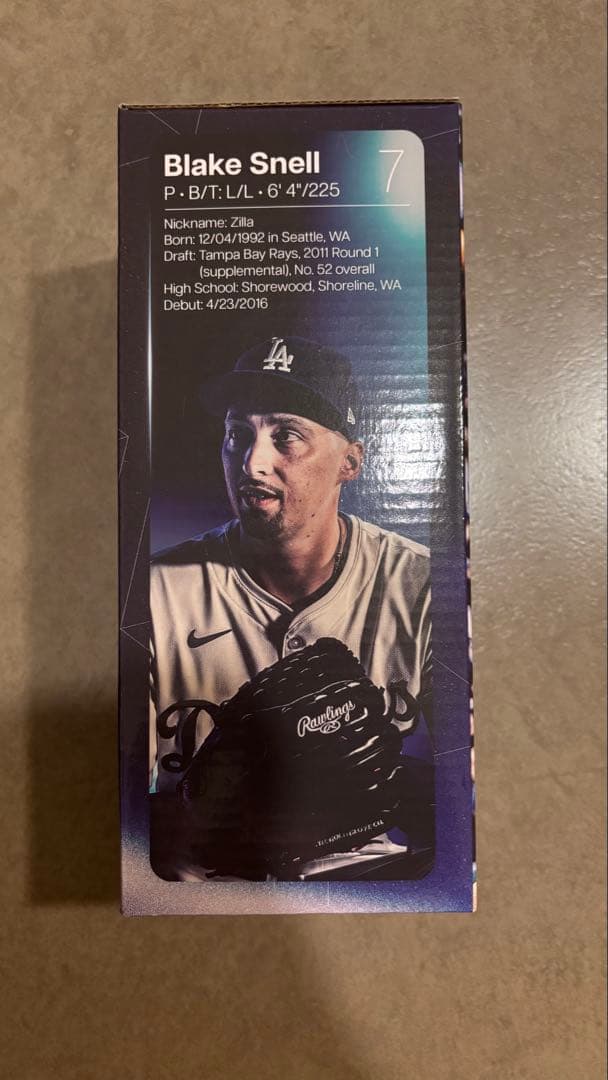 Blake Snell
7
P • B/T: L/L • 6' 4"/225
Nickname: Zilla
Born: 12/04/1992 in Seattle, WA
Draft: Tampa Bay Rays, 2011 Round 1
(supplemental), No. 52 overall
High School: Shorewood, Shoreline, WA
Debut: 4/23/2016
LA
Rawlings
R